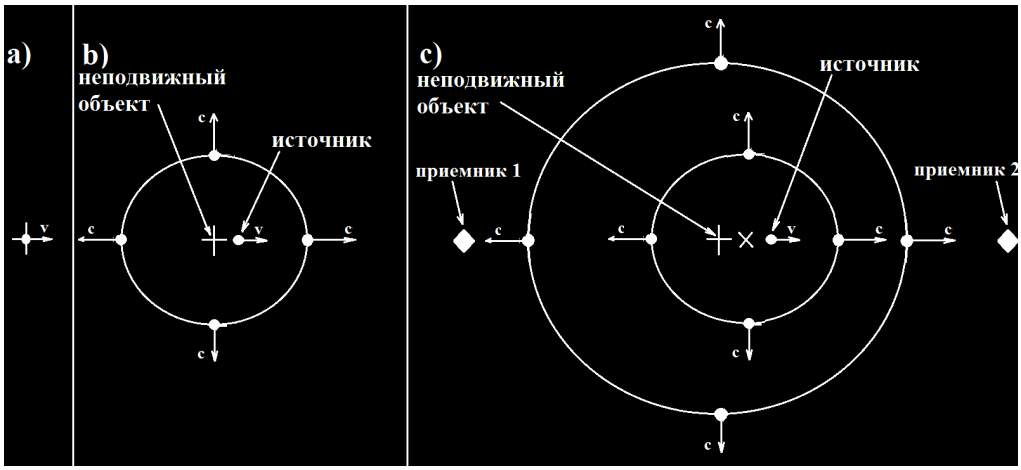 a)
b)
неподвижный
объект
c
источник
v
c
c
c
c)
неподвижный
объект
c
источник
приемник 1
c
приемник 2
c
c
v
c
c
c
c